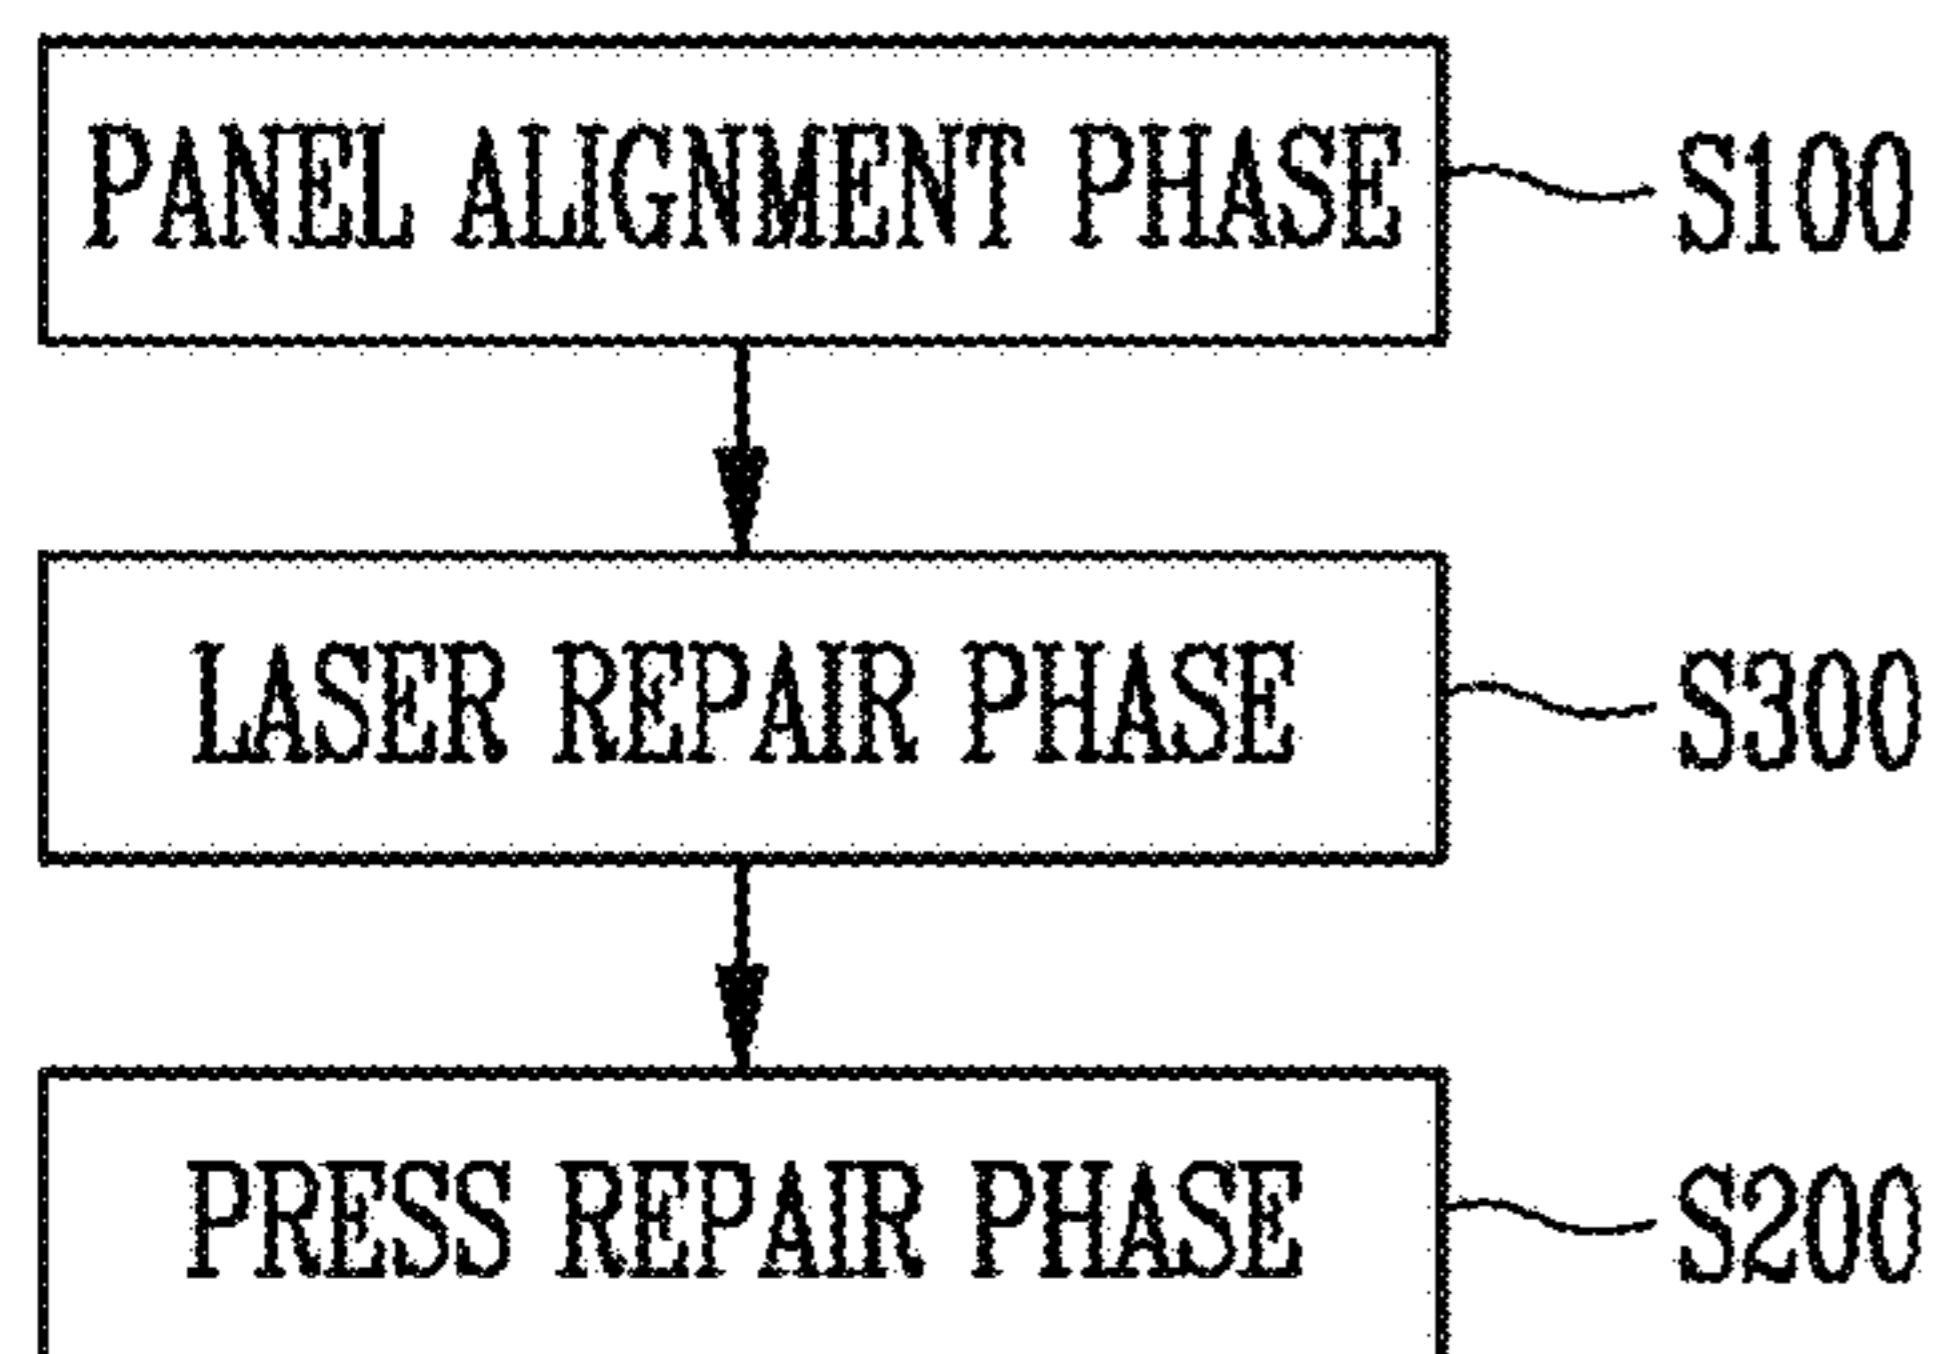 PANEL ALIGNMENT PHASE S100
LASER REPAIR PHASE S300
PRESS REPAIR PHASE S200